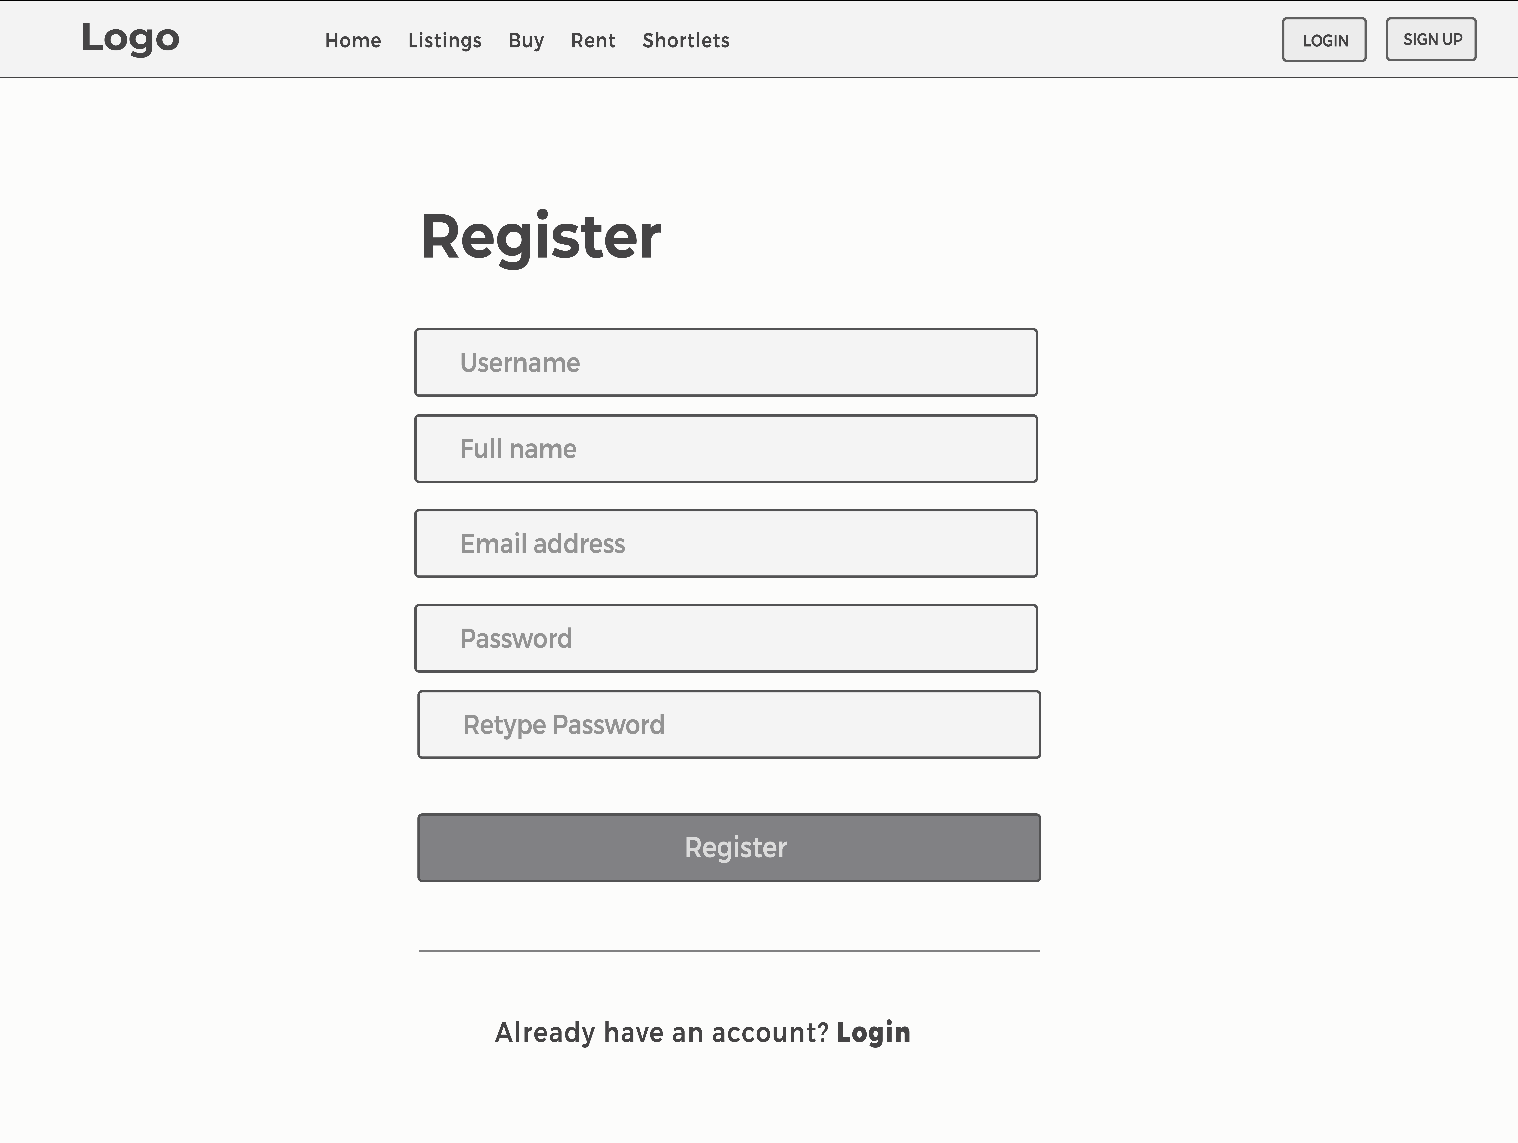 Logo Home Listings Buy Rent Shortlets LOGIN SIGN UP
Register
Username
Full name
Email address
Password
Retype Password
Register
Already have an account? Login